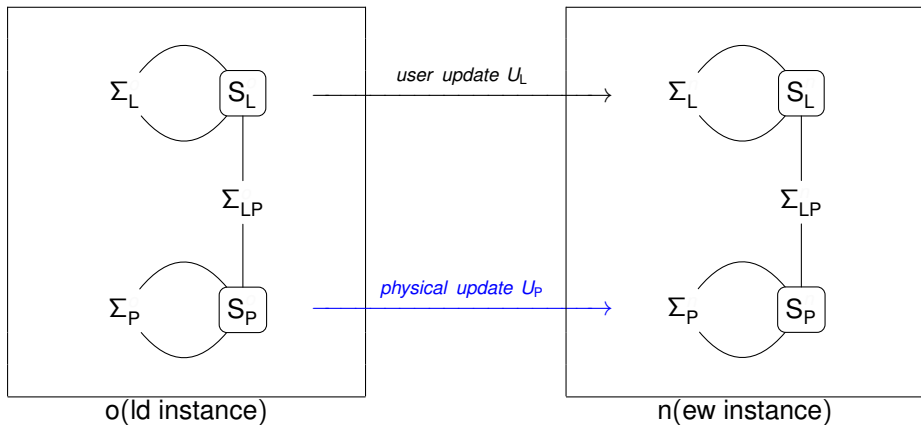 user update U_L
Σ_L S_L Σ_L S_L
Σ_LP Σ_LP
physical update U_P
Σ_P S_P Σ_P S_P
o(ld instance) n(ew instance)